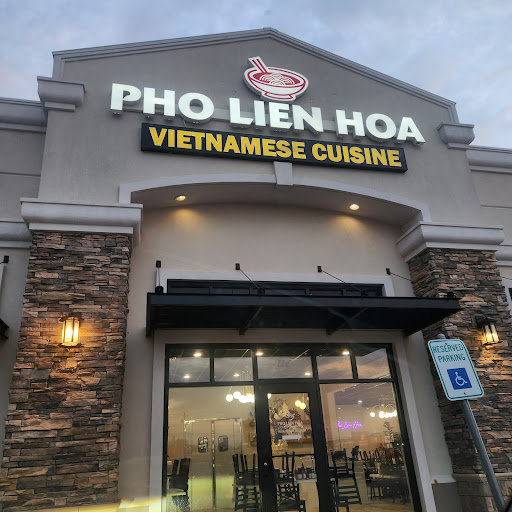 PHO LIEN HOA
VIETNAMESE CUISINE
RESERVED
PARKING